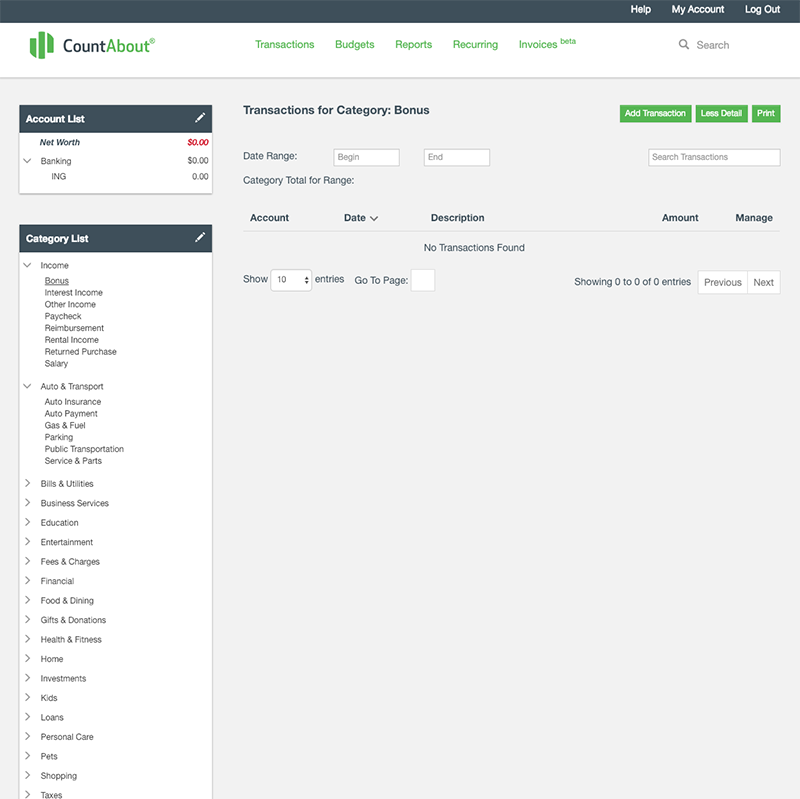 Help My Account Log Out
CountAbout®
Transactions Budgets Reports Recurring Invoices beta
Search
Account List
Net Worth $0.00
Banking $0.00
ING 0.00
Category List
Income
Bonus
Interest Income
Other Income
Paycheck
Reimbursement
Rental Income
Returned Purchase
Salary
Auto & Transport
Auto Insurance
Auto Payment
Gas & Fuel
Parking
Public Transportation
Service & Parts
Bills & Utilities
Business Services
Education
Entertainment
Fees & Charges
Financial
Food & Dining
Gifts & Donations
Health & Fitness
Home
Investments
Kids
Loans
Personal Care
Pets
Shopping
Taxes
Transactions for Category: Bonus
Add Transaction Less Detail Print
Date Range: Begin End Search Transactions
Category Total for Range:
Account Date Description Amount Manage
No Transactions Found
Show 10 entries Go To Page: Showing 0 to 0 of 0 entries Previous Next